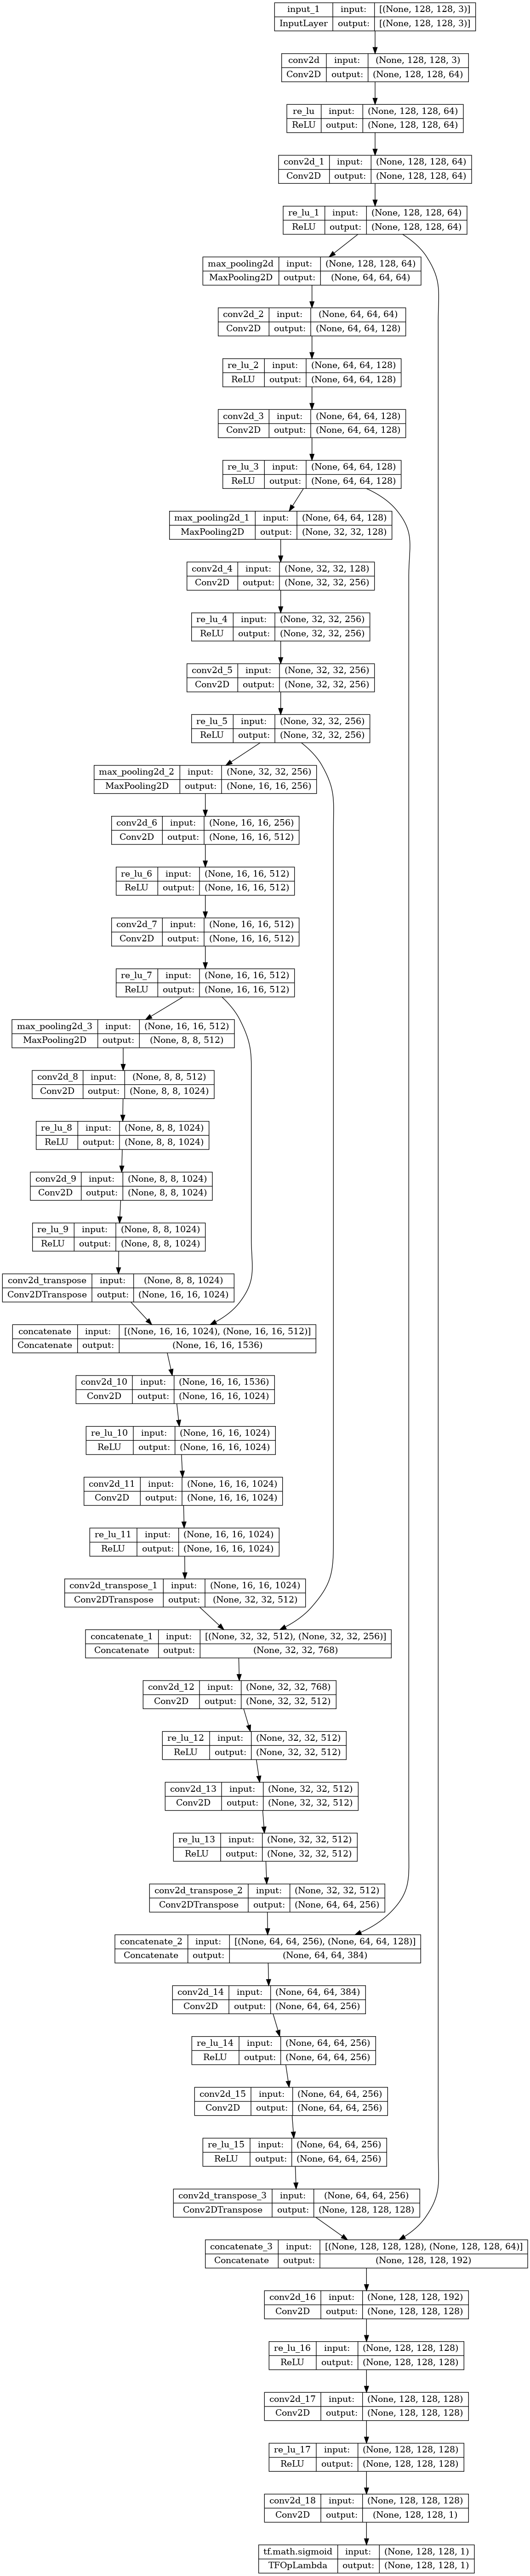 input_1 input: [(None, 128, 128, 3)]
InputLayer output: [(None, 128, 128, 3)]
conv2d input: (None, 128, 128, 3)
Conv2D output: (None, 128, 128, 64)
re_lu input: (None, 128, 128, 64)
ReLU output: (None, 128, 128, 64)
conv2d_1 input: (None, 128, 128, 64)
Conv2D output: (None, 128, 128, 64)
re_lu_1 input: (None, 128, 128, 64)
ReLU output: (None, 128, 128, 64)
max_pooling2d input: (None, 128, 128, 64)
MaxPooling2D output: (None, 64, 64, 64)
conv2d_2 input: (None, 64, 64, 64)
Conv2D output: (None, 64, 64, 128)
re_lu_2 input: (None, 64, 64, 128)
ReLU output: (None, 64, 64, 128)
conv2d_3 input: (None, 64, 64, 128)
Conv2D output: (None, 64, 64, 128)
re_lu_3 input: (None, 64, 64, 128)
ReLU output: (None, 64, 64, 128)
max_pooling2d_1 input: (None, 64, 64, 128)
MaxPooling2D output: (None, 32, 32, 128)
conv2d_4 input: (None, 32, 32, 128)
Conv2D output: (None, 32, 32, 256)
re_lu_4 input: (None, 32, 32, 256)
ReLU output: (None, 32, 32, 256)
conv2d_5 input: (None, 32, 32, 256)
Conv2D output: (None, 32, 32, 256)
re_lu_5 input: (None, 32, 32, 256)
ReLU output: (None, 32, 32, 256)
max_pooling2d_2 input: (None, 32, 32, 256)
MaxPooling2D output: (None, 16, 16, 256)
conv2d_6 input: (None, 16, 16, 256)
Conv2D output: (None, 16, 16, 512)
re_lu_6 input: (None, 16, 16, 512)
ReLU output: (None, 16, 16, 512)
conv2d_7 input: (None, 16, 16, 512)
Conv2D output: (None, 16, 16, 512)
re_lu_7 input: (None, 16, 16, 512)
ReLU output: (None, 16, 16, 512)
max_pooling2d_3 input: (None, 16, 16, 512)
MaxPooling2D output: (None, 8, 8, 512)
conv2d_8 input: (None, 8, 8, 512)
Conv2D output: (None, 8, 8, 1024)
re_lu_8 input: (None, 8, 8, 1024)
ReLU output: (None, 8, 8, 1024)
conv2d_9 input: (None, 8, 8, 1024)
Conv2D output: (None, 8, 8, 1024)
re_lu_9 input: (None, 8, 8, 1024)
ReLU output: (None, 8, 8, 1024)
conv2d_transpose input: (None, 8, 8, 1024)
Conv2DTranspose output: (None, 16, 16, 1024)
concatenate input: [(None, 16, 16, 1024), (None, 16, 16, 512)]
Concatenate output: (None, 16, 16, 1536)
conv2d_10 input: (None, 16, 16, 1536)
Conv2D output: (None, 16, 16, 1024)
re_lu_10 input: (None, 16, 16, 1024)
ReLU output: (None, 16, 16, 1024)
conv2d_11 input: (None, 16, 16, 1024)
Conv2D output: (None, 16, 16, 1024)
re_lu_11 input: (None, 16, 16, 1024)
ReLU output: (None, 16, 16, 1024)
conv2d_transpose_1 input: (None, 16, 16, 1024)
Conv2DTranspose output: (None, 32, 32, 512)
concatenate_1 input: [(None, 32, 32, 512), (None, 32, 32, 256)]
Concatenate output: (None, 32, 32, 768)
conv2d_12 input: (None, 32, 32, 768)
Conv2D output: (None, 32, 32, 512)
re_lu_12 input: (None, 32, 32, 512)
ReLU output: (None, 32, 32, 512)
conv2d_13 input: (None, 32, 32, 512)
Conv2D output: (None, 32, 32, 512)
re_lu_13 input: (None, 32, 32, 512)
ReLU output: (None, 32, 32, 512)
conv2d_transpose_2 input: (None, 32, 32, 512)
Conv2DTranspose output: (None, 64, 64, 256)
concatenate_2 input: [(None, 64, 64, 256), (None, 64, 64, 128)]
Concatenate output: (None, 64, 64, 384)
conv2d_14 input: (None, 64, 64, 384)
Conv2D output: (None, 64, 64, 256)
re_lu_14 input: (None, 64, 64, 256)
ReLU output: (None, 64, 64, 256)
conv2d_15 input: (None, 64, 64, 256)
Conv2D output: (None, 64, 64, 256)
re_lu_15 input: (None, 64, 64, 256)
ReLU output: (None, 64, 64, 256)
conv2d_transpose_3 input: (None, 64, 64, 256)
Conv2DTranspose output: (None, 128, 128, 128)
concatenate_3 input: [(None, 128, 128, 128), (None, 128, 128, 64)]
Concatenate output: (None, 128, 128, 192)
conv2d_16 input: (None, 128, 128, 192)
Conv2D output: (None, 128, 128, 128)
re_lu_16 input: (None, 128, 128, 128)
ReLU output: (None, 128, 128, 128)
conv2d_17 input: (None, 128, 128, 128)
Conv2D output: (None, 128, 128, 128)
re_lu_17 input: (None, 128, 128, 128)
ReLU output: (None, 128, 128, 128)
conv2d_18 input: (None, 128, 128, 128)
Conv2D output: (None, 128, 128, 1)
tf.math.sigmoid input: (None, 128, 128, 1)
TFOpLambda output: (None, 128, 128, 1)